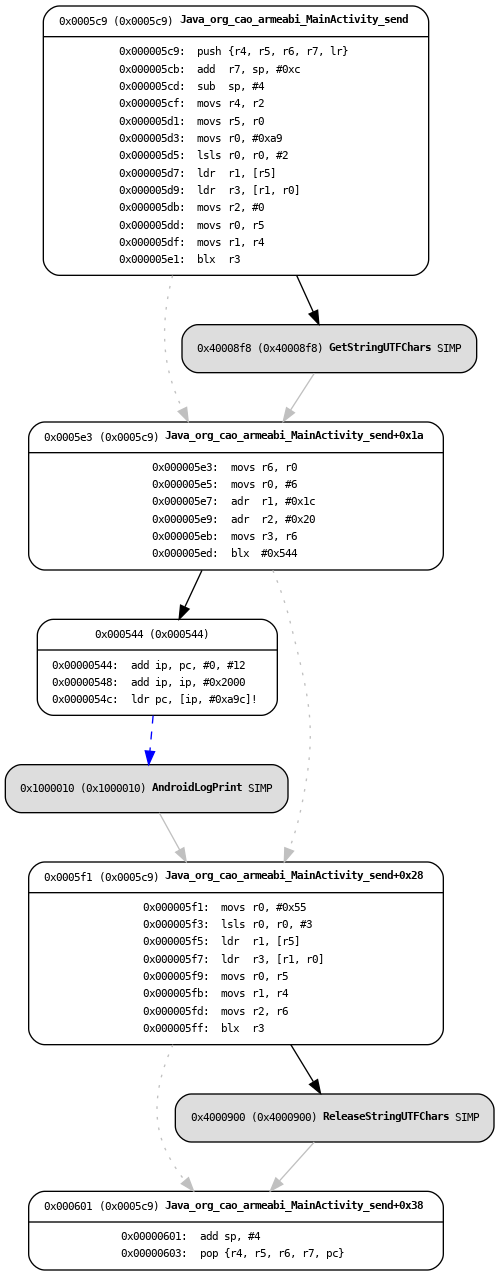 0x0005c9 (0x0005c9) Java_org_cao_armeabi_MainActivity_send
0x000005c9: push {r4, r5, r6, r7, lr}
0x000005cb: add r7, sp, #0xc
0x000005cd: sub sp, #4
0x000005cf: movs r4, r2
0x000005d1: movs r5, r0
0x000005d3: movs r0, #0xa9
0x000005d5: lsls r0, r0, #2
0x000005d7: ldr r1, [r5]
0x000005d9: ldr r3, [r1, r0]
0x000005db: movs r2, #0
0x000005dd: movs r0, r5
0x000005df: movs r1, r4
0x000005e1: blx r3
0x40008f8 (0x40008f8) GetStringUTFChars SIMP
0x0005e3 (0x0005c9) Java_org_cao_armeabi_MainActivity_send+0x1a
0x000005e3: movs r6, r0
0x000005e5: movs r0, #6
0x000005e7: adr r1, #0x1c
0x000005e9: adr r2, #0x20
0x000005eb: movs r3, r6
0x000005ed: blx #0x544
0x000544 (0x000544)
0x00000544: add ip, pc, #0, #12
0x00000548: add ip, ip, #0x2000
0x0000054c: ldr pc, [ip, #0xa9c]!
0x1000010 (0x1000010) AndroidLogPrint SIMP
0x0005f1 (0x0005c9) Java_org_cao_armeabi_MainActivity_send+0x28
0x000005f1: movs r0, #0x55
0x000005f3: lsls r0, r0, #3
0x000005f5: ldr r1, [r5]
0x000005f7: ldr r3, [r1, r0]
0x000005f9: movs r0, r5
0x000005fb: movs r1, r4
0x000005fd: movs r2, r6
0x000005ff: blx r3
0x4000900 (0x4000900) ReleaseStringUTFChars SIMP
0x000601 (0x0005c9) Java_org_cao_armeabi_MainActivity_send+0x38
0x00000601: add sp, #4
0x00000603: pop {r4, r5, r6, r7, pc}